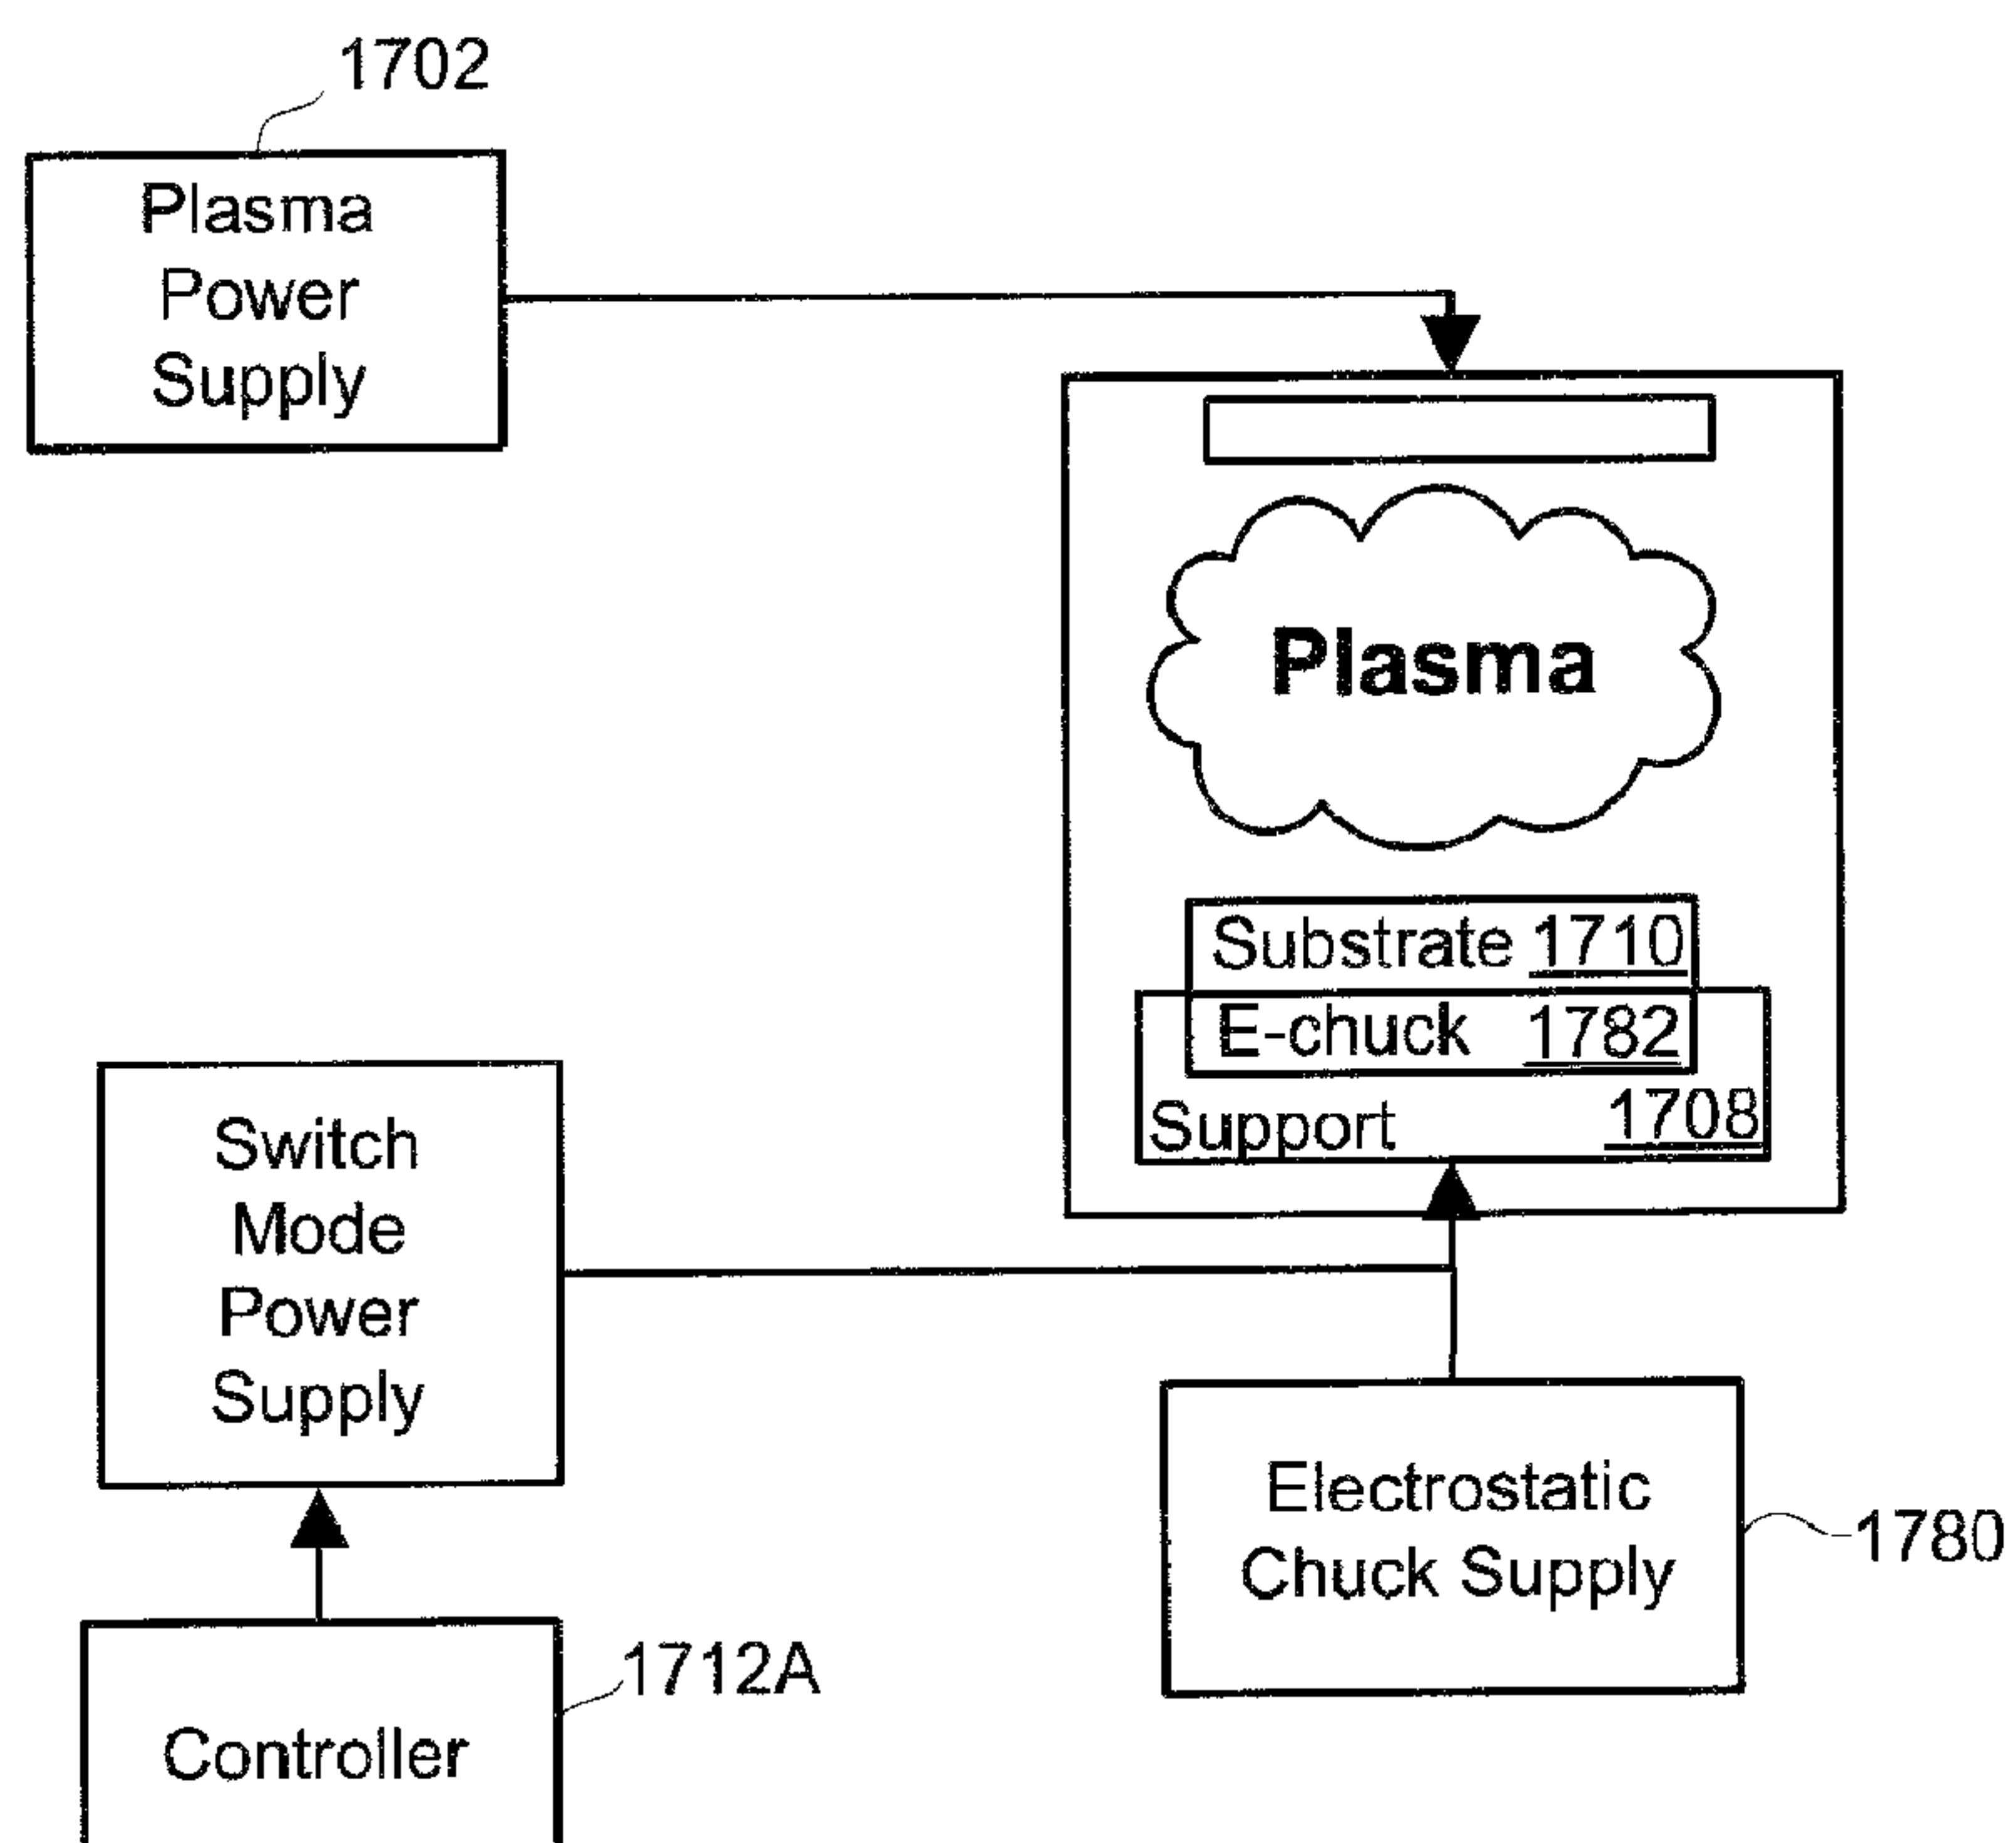 1702
Plasma
Power
Supply
Plasma
Substrate 1710
E-chuck 1782
Support 1708
Switch
Mode
Power
Supply
Electrostatic
Chuck Supply
1780
1712A
Controller